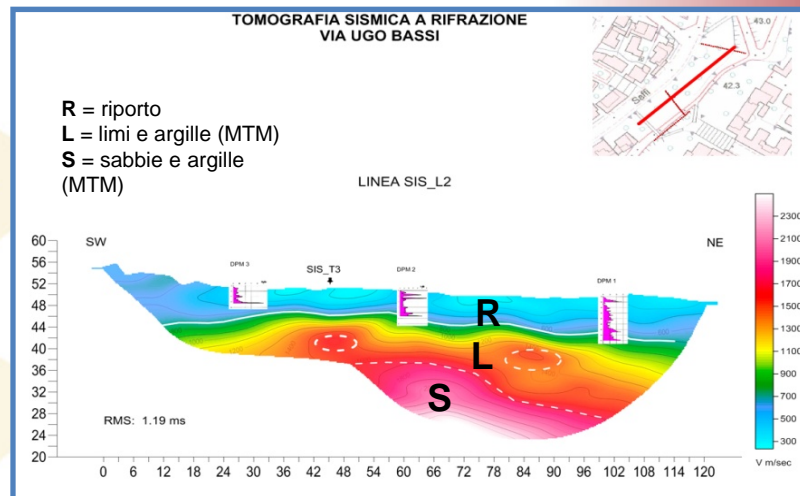 TOMOGRAFIA SISMICA A RIFRAZIONE
VIA UGO BASSI
43.0
42.3
Saffi
R = riporto
L = limi e argille (MTM)
S = sabbie e argille
(MTM)
LINEA SIS_L2
SW
NE
DPM 3
SIS_T3
DPM 2
DPM 1
R
L
S
RMS: 1.19 ms
60
56
52
48
44
40
36
32
28
24
20
0 6 12 18 24 30 36 42 48 54 60 66 72 78 84 90 96 102 108 114 120
2300
2100
1900
1700
1500
1300
1100
900
700
500
300
V m/sec